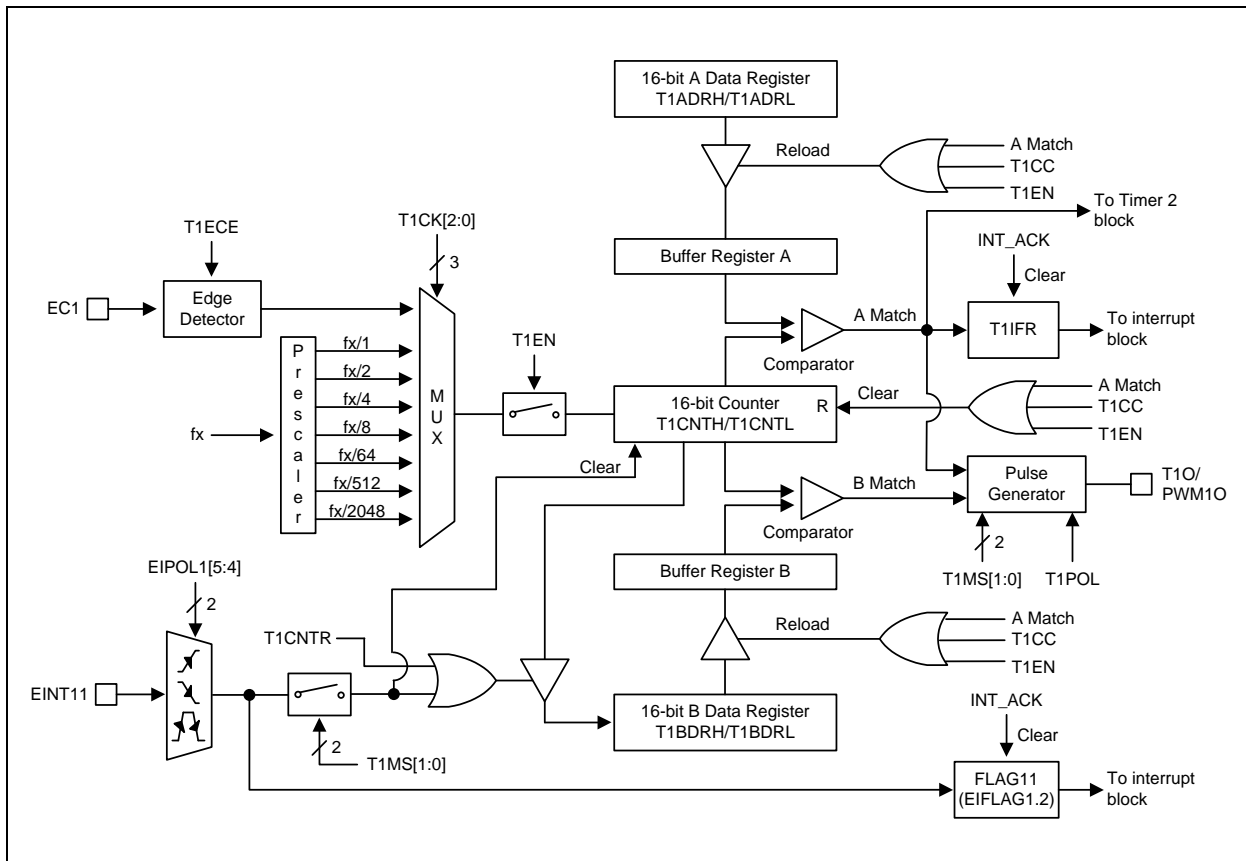 16-bit A Data Register
T1ADRH/T1ADRL
Reload
A Match
T1CC
T1EN
To Timer 2
block
T1ECE
T1CK[2:0]
3
INT_ACK
Clear
Buffer Register A
EC1
Edge
Detector
A Match
T1IFR
To interrupt
block
Comparator
Prescaler
fx/1
fx/2
fx/4
fx/8
fx/64
fx/512
fx/2048
fx
MUX
T1EN
16-bit Counter
T1CNTH/T1CNTL
R
Clear
A Match
T1CC
T1EN
Clear
B Match
Comparator
Pulse
Generator
T1O/
PWM1O
2
T1MS[1:0]
T1POL
Buffer Register B
EIPOL1[5:4]
2
T1CNTR
Reload
A Match
T1CC
T1EN
EINT11
2
T1MS[1:0]
16-bit B Data Register
T1BDRH/T1BDRL
INT_ACK
Clear
FLAG11
(EIFLAG1.2)
To interrupt
block